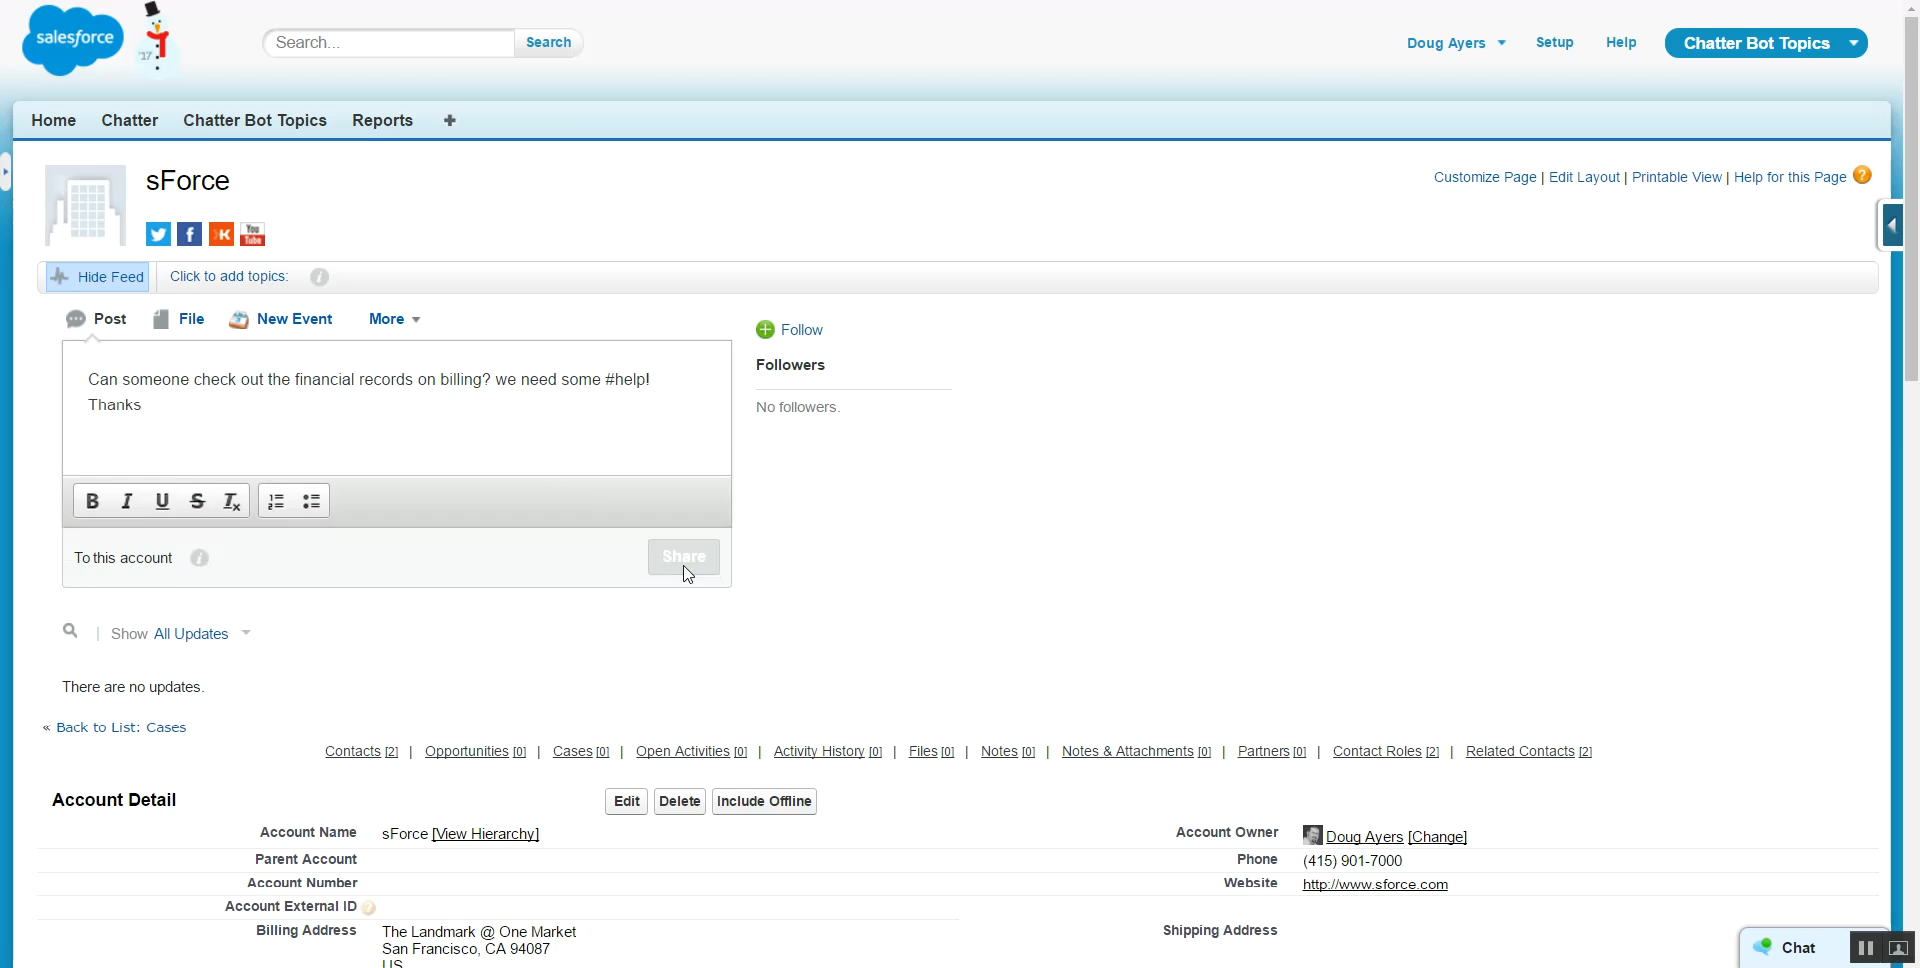 salesforce
'17
Search...
Search
Doug Ayers
Setup
Help
Chatter Bot Topics
Home
Chatter
Chatter Bot Topics
Reports
sForce
Customize Page | Edit Layout | Printable View | Help for this Page
You
Tube
Hide Feed
Click to add topics:
Post
File
New Event
More
Follow
Followers
No followers.
Can someone check out the financial records on billing? we need some #help!
Thanks
B I U S Tx
To this account
Share
Show All Updates
There are no updates.
« Back to List: Cases
Contacts [2] | Opportunities [0] | Cases [0] | Open Activities [0] | Activity History [0] | Files [0] | Notes [0] | Notes & Attachments [0] | Partners [0] | Contact Roles [2] | Related Contacts [2]
Account Detail
Edit
Delete
Include Offline
Account Name sForce [View Hierarchy]
Account Owner Doug Ayers [Change]
Parent Account
Phone (415) 901-7000
Account Number
Website http://www.sforce.com
Account External ID
Billing Address The Landmark @ One Market
San Francisco, CA 94087
US
Shipping Address
Chat